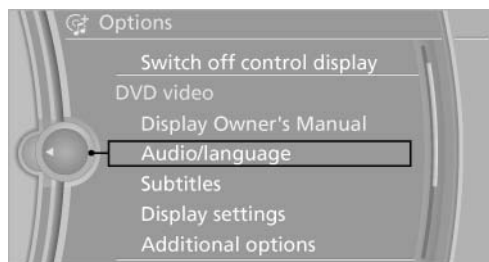 Options
Switch off control display
DVD video
Display Owner's Manual
Audio/language
Subtitles
Display settings
Additional options